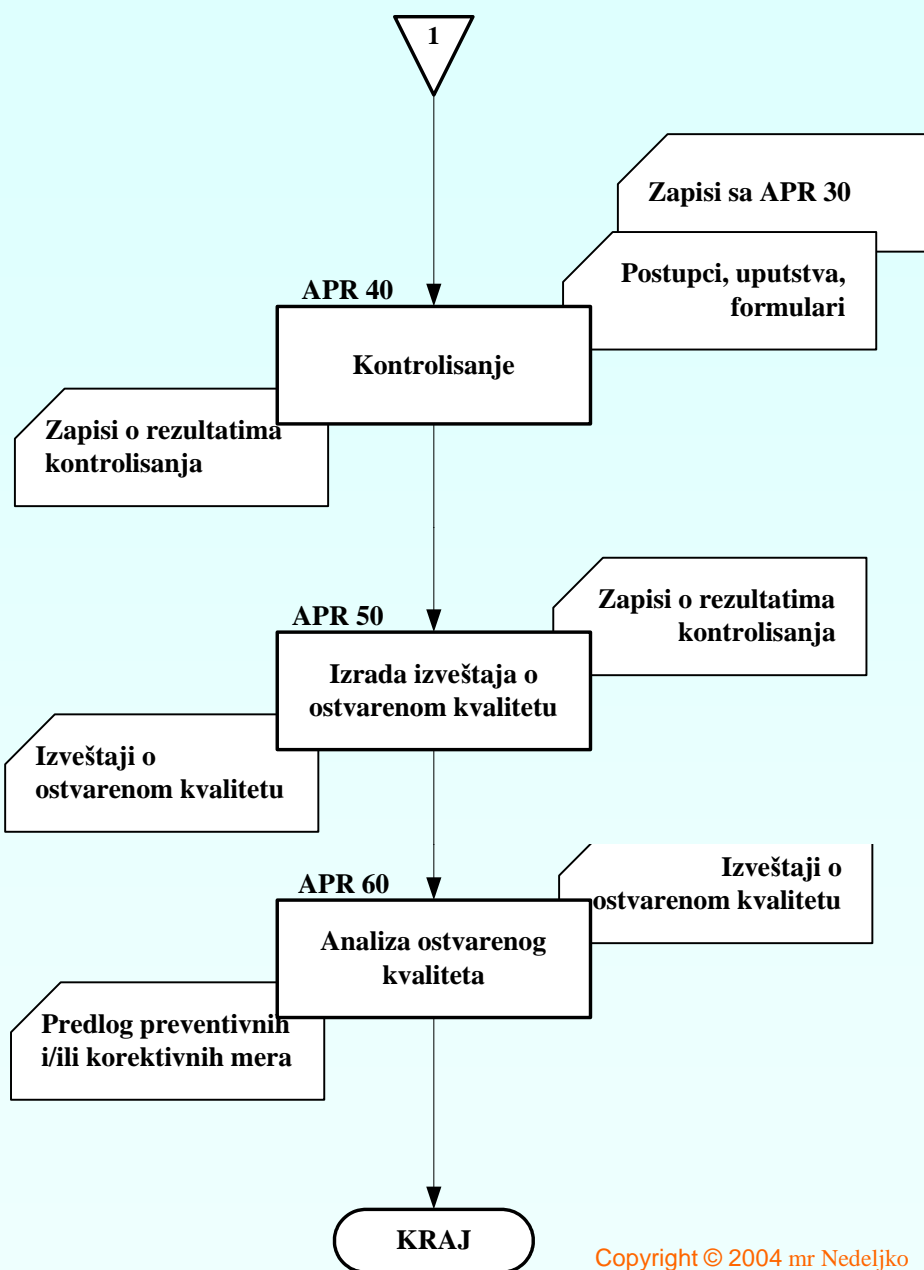 1
Zapisi sa APR 30
Postupci, uputstva,
formulari
APR 40
Kontrolisanje
Zapisi o rezultatima
kontrolisanja
Zapisi o rezultatima
kontrolisanja
APR 50
Izrada izveštaja o
ostvarenom kvalitetu
Izveštaji o
ostvarenom kvalitetu
Izveštaji o
ostvarenom kvalitetu
APR 60
Analiza ostvarenog
kvaliteta
Predlog preventivnih
i/ili korektivnih mera
KRAJ
Copyright © 2004 mr Nedeljko